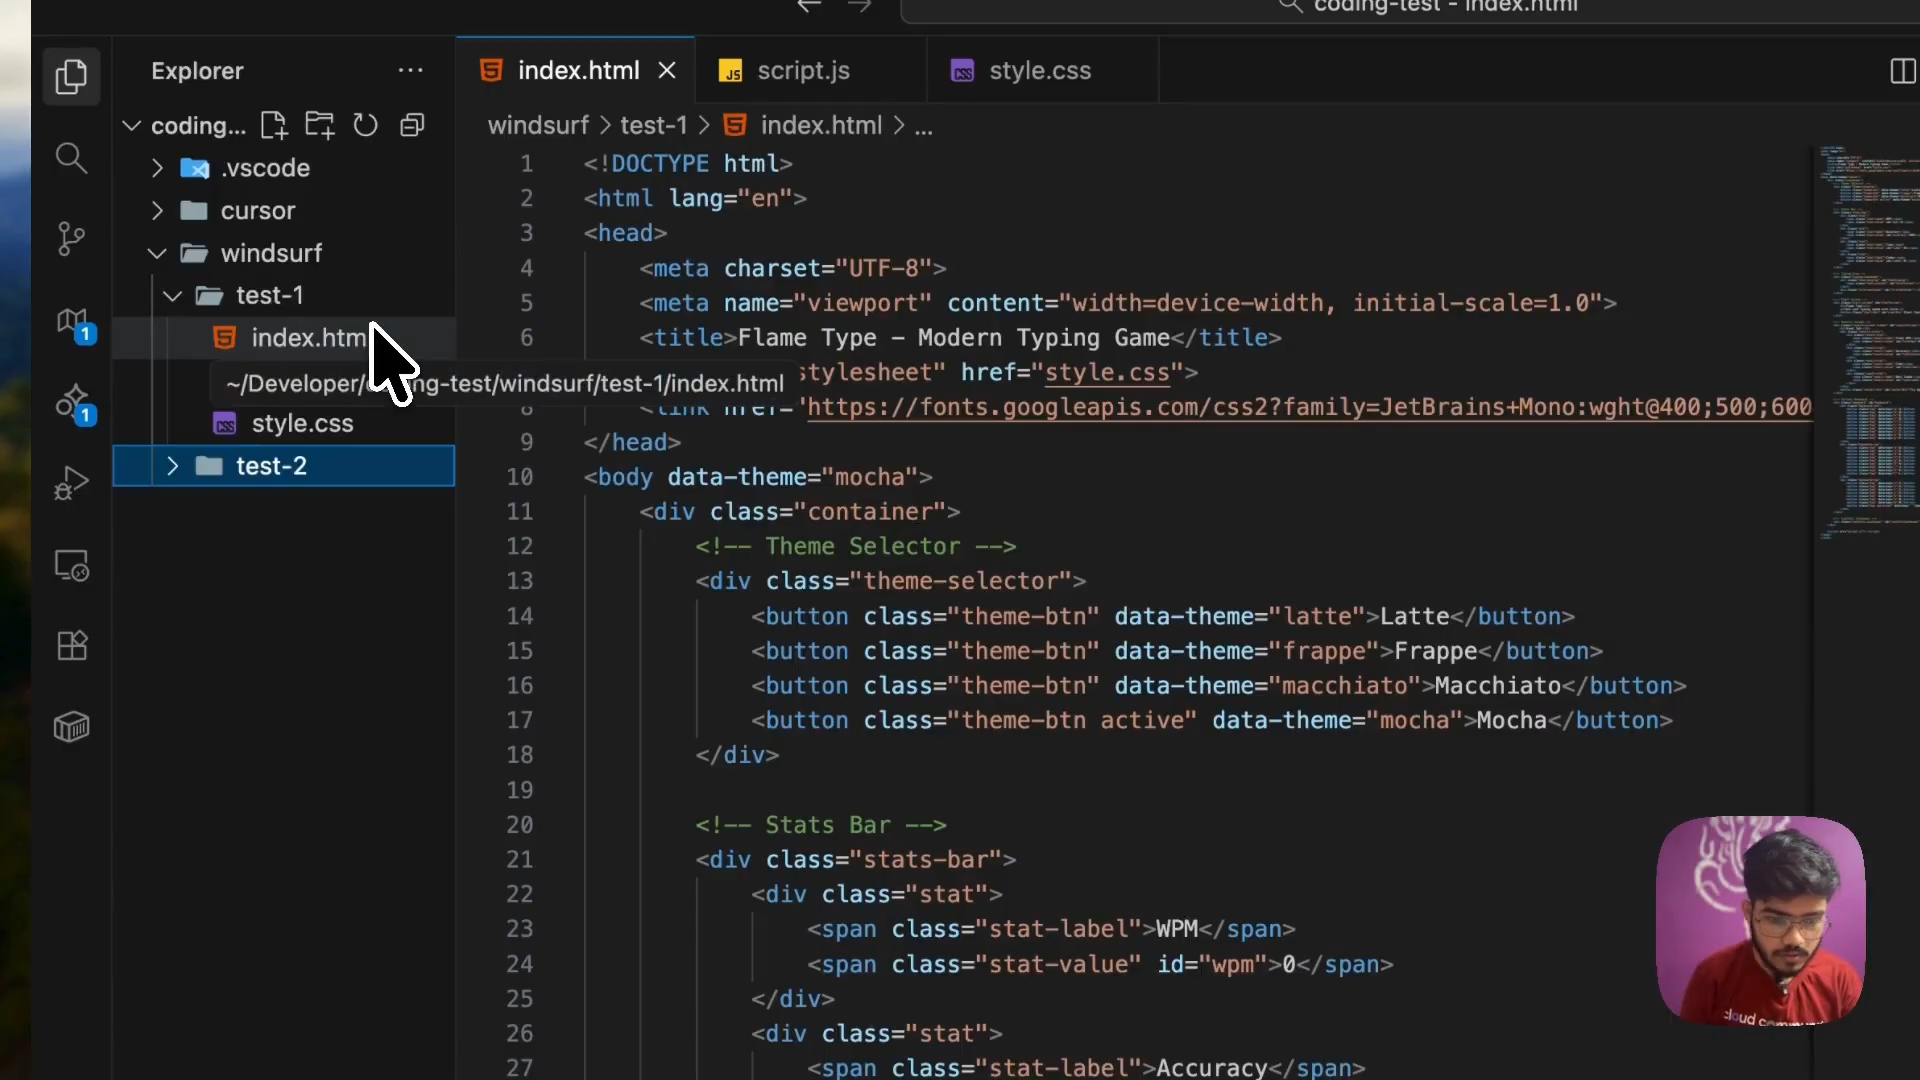 coding-test - index.html
Explorer
index.html
script.js
style.css
coding...
windsurf > test-1 > index.html > ...
.vscode
cursor
windsurf
test-1
index.htm
~/Developer/ ng-test/windsurf/test-1/index.html
style.css
test-2
1
1
1 <!DOCTYPE html>
2 <html lang="en">
3 <head>
4 <meta charset="UTF-8">
5 <meta name="viewport" content="width=device-width, initial-scale=1.0">
6 <title>Flame Type – Modern Typing Game</title>
stylesheet" href="style.css">
8 <link href="https://fonts.googleapis.com/css2?family=JetBrains+Mono:wght@400;500;600
9 </head>
10 <body data-theme="mocha">
11 <div class="container">
12 <!-- Theme Selector -->
13 <div class="theme-selector">
14 <button class="theme-btn" data-theme="latte">Latte</button>
15 <button class="theme-btn" data-theme="frappe">Frappe</button>
16 <button class="theme-btn" data-theme="macchiato">Macchiato</button>
17 <button class="theme-btn active" data-theme="mocha">Mocha</button>
18 </div>
19
20 <!-- Stats Bar -->
21 <div class="stats-bar">
22 <div class="stat">
23 <span class="stat-label">WPM</span>
24 <span class="stat-value" id="wpm">0</span>
25 </div>
26 <div class="stat">
27 <span class="stat-label">Accuracy</span>
cloud